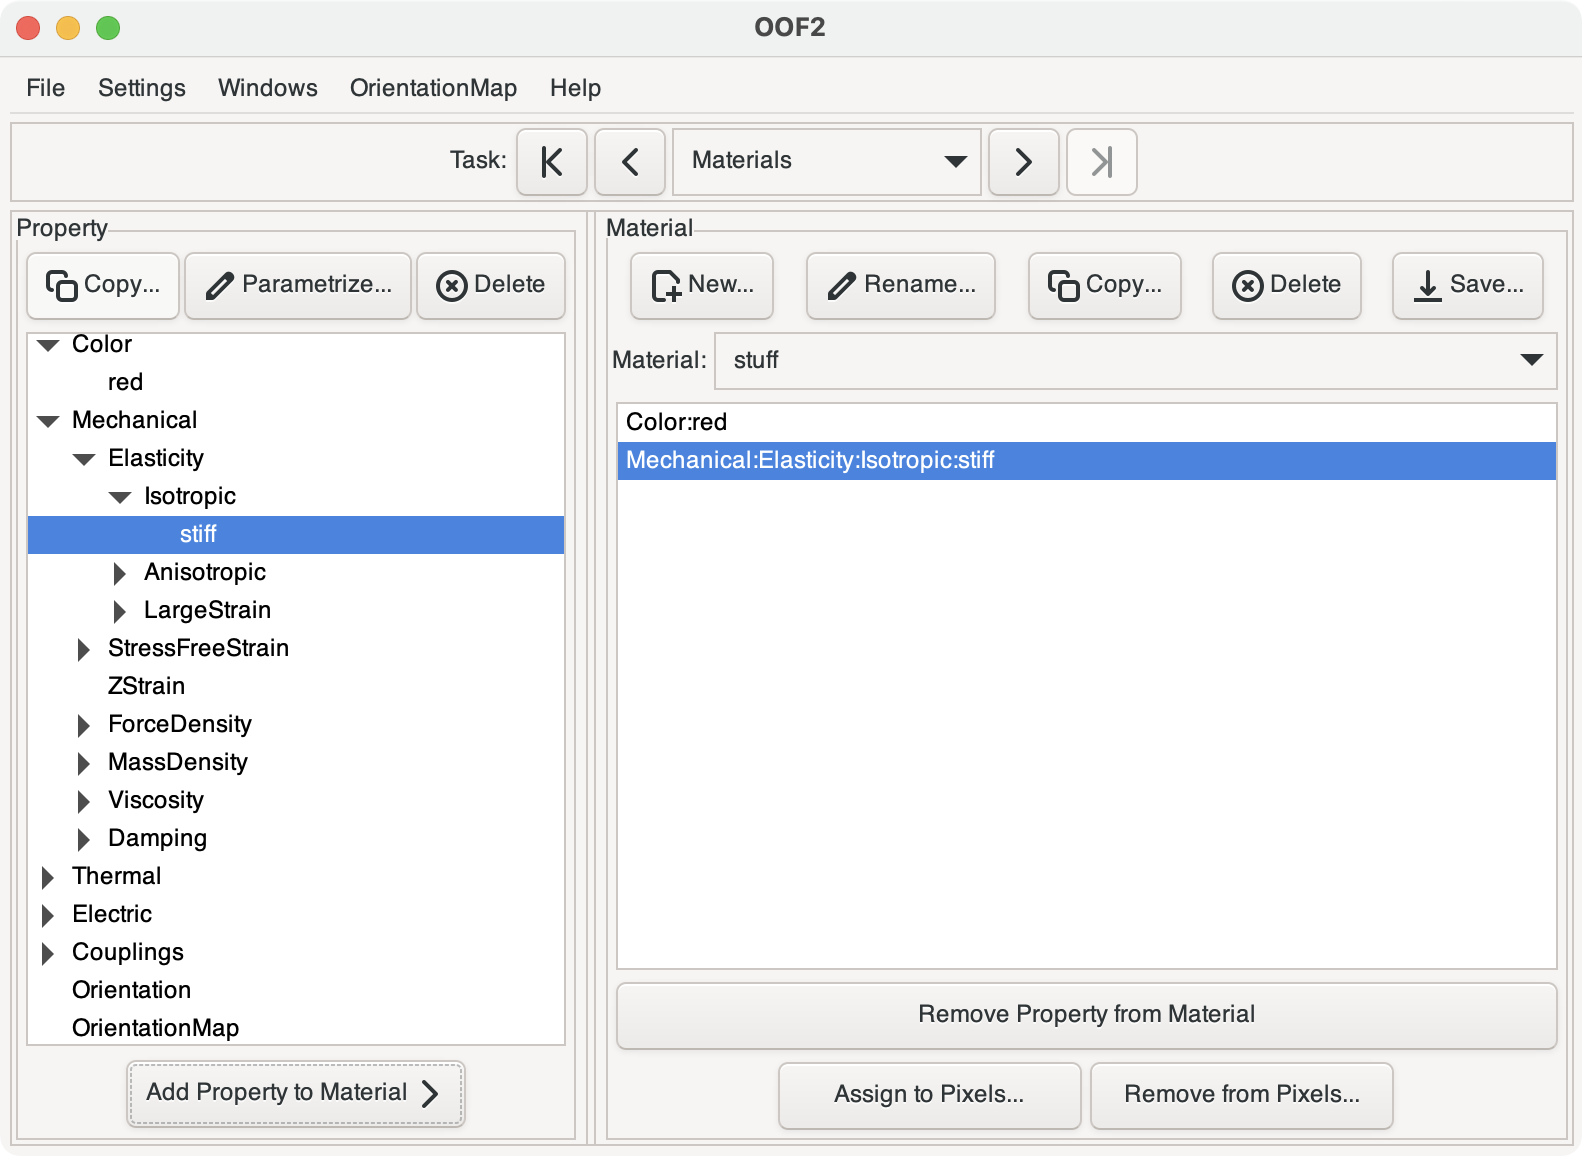 OOF2
File Settings Windows OrientationMap Help
Task: Materials
Property
Copy... Parametrize... Delete
Color
red
Mechanical
Elasticity
Isotropic
stiff
Anisotropic
LargeStrain
StressFreeStrain
ZStrain
ForceDensity
MassDensity
Viscosity
Damping
Thermal
Electric
Couplings
Orientation
OrientationMap
Add Property to Material
Material
New... Rename... Copy... Delete Save...
Material: stuff
Color:red
Mechanical:Elasticity:Isotropic:stiff
Remove Property from Material
Assign to Pixels... Remove from Pixels...